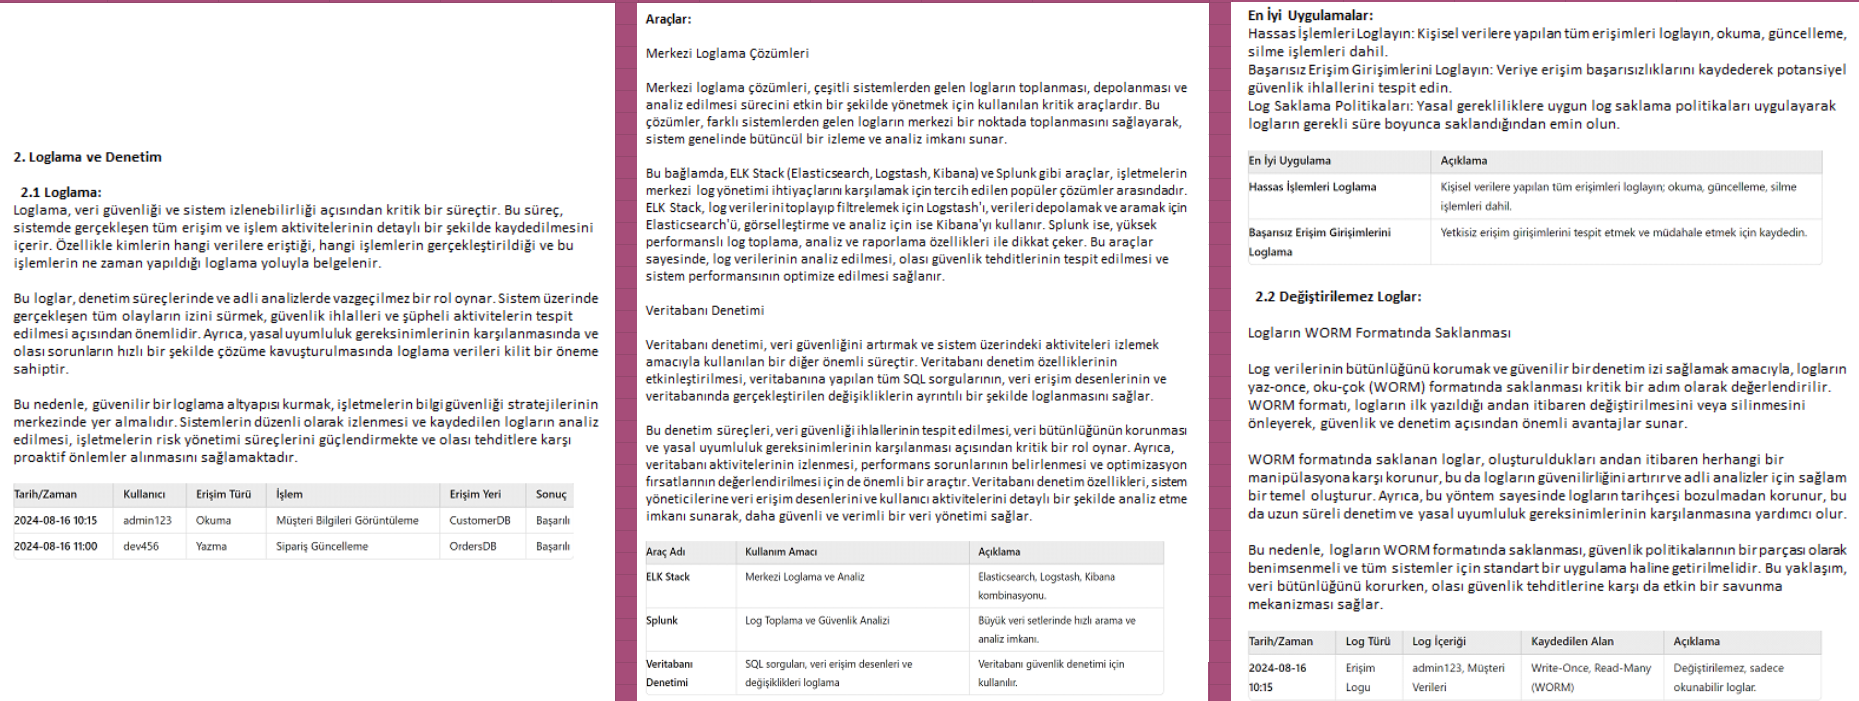 2. Loglama ve Denetim
2.1 Loglama:
Loglama, veri güvenliği ve sistem izlenebilirliği açısından kritik bir süreçtir. Bu süreç,
sistemde gerçekleşen tüm erişim ve işlem aktivitelerinin detaylı bir şekilde kaydedilmesini
içerir. Özellikle kimlerin hangi verilere eriştiği, hangi işlemlerin gerçekleştirildiği ve bu
işlemlerin ne zaman yapıldığı loglama yoluyla belgelenir.
Bu loglar, denetim süreçlerinde ve adli analizlerde vazgeçilmez bir rol oynar. Sistem üzerinde
gerçekleşen tüm olayların izini sürmek, güvenlik ihlalleri ve şüpheli aktivitelerin tespit
edilmesi açısından önemlidir. Ayrıca, yasal uyumluluk gereksinimlerinin karşılanmasında ve
olası sorunların hızlı bir şekilde çözüme kavuşturulmasında loglama verileri kilit bir öneme
sahiptir.
Bu nedenle, güvenilir bir loglama altyapısı kurmak, işletmelerin bilgi güvenliği stratejilerinin
merkezinde yer almalıdır. Sistemlerin düzenli olarak izlenmesi ve kaydedilen logların analiz
edilmesi, işletmelerin risk yönetimi süreçlerini güçlendirmekte ve olası tehditlere karşı
proaktif önlemler alınmasını sağlamaktadır.
Tarih/Zaman Kullanıcı Erişim Türü İşlem Erişim Yeri Sonuç
2024-08-16 10:15 admin123 Okuma Müşteri Bilgileri Görüntüleme CustomerDB Başarılı
2024-08-16 11:00 dev456 Yazma Sipariş Güncelleme OrdersDB Başarılı
Araçlar:
Merkezi Loglama Çözümleri
Merkezi loglama çözümleri, çeşitli sistemlerden gelen logların toplanması, depolanması ve
analiz edilmesi sürecini etkin bir şekilde yönetmek için kullanılan kritik araçlardır. Bu
çözümler, farklı sistemlerden gelen logların merkezi bir noktada toplanmasını sağlayarak,
sistem genelinde bütüncül bir izleme ve analiz imkanı sunar.
Bu bağlamda, ELK Stack (Elasticsearch, Logstash, Kibana) ve Splunk gibi araçlar, işletmelerin
merkezi log yönetimi ihtiyaçlarını karşılamak için tercih edilen popüler çözümler arasındadır.
ELK Stack, log verilerini toplayıp filtrelemek için Logstash'ı, verileri depolamak ve aramak için
Elasticsearch'ü, görselleştirme ve analiz için ise Kibana'yı kullanır. Splunk ise, yüksek
performanslı log toplama, analiz ve raporlama özellikleri ile dikkat çeker. Bu araçlar
sayesinde, log verilerinin analiz edilmesi, olası güvenlik tehditlerinin tespit edilmesi ve
sistem performansının optimize edilmesi sağlanır.
Veritabanı Denetimi
Veritabanı denetimi, veri güvenliğini artırmak ve sistem üzerindeki aktiviteleri izlemek
amacıyla kullanılan bir diğer önemli süreçtir. Veritabanı denetim özelliklerinin
etkinleştirilmesi, veritabanına yapılan tüm SQL sorgularının, veri erişim desenlerinin ve
veritabanında gerçekleştirilen değişikliklerin ayrıntılı bir şekilde loglanmasını sağlar.
Bu denetim süreçleri, veri güvenliği ihlallerinin tespit edilmesi, veri bütünlüğünün korunması
ve yasal uyumluluk gereksinimlerinin karşılanması açısından kritik bir rol oynar. Ayrıca,
veritabanı aktivitelerinin izlenmesi, performans sorunlarının belirlenmesi ve optimizasyon
fırsatlarının değerlendirilmesi için de önemli bir araçtır. Veritabanı denetim özellikleri, sistem
yöneticilerine veri erişim desenlerini ve kullanıcı aktivitelerini detaylı bir şekilde analiz etme
imkanı sunarak, daha güvenli ve verimli bir veri yönetimi sağlar.
Araç Adı Kullanım Amacı Açıklama
ELK Stack Merkezi Loglama ve Analiz Elasticsearch, Logstash, Kibana
kombinasyonu.
Splunk Log Toplama ve Güvenlik Analizi Büyük veri setlerinde hızlı arama ve
analiz imkanı.
Veritabanı SQL sorguları, veri erişim desenleri ve Veritabanı güvenlik denetimi için
Denetimi değişiklikleri loglama kullanılır.
En İyi Uygulamalar:
Hassas İşlemleri Loglayın: Kişisel verilere yapılan tüm erişimleri loglayın, okuma, güncelleme,
silme işlemleri dahil.
Başarısız Erişim Girişimlerini Loglayın: Veriye erişim başarısızlıklarını kaydederek potansiyel
güvenlik ihlallerini tespit edin.
Log Saklama Politikaları: Yasal gerekliliklere uygun log saklama politikaları uygulayarak
logların gerekli süre boyunca saklandığından emin olun.
En İyi Uygulama Açıklama
Hassas İşlemleri Loglama Kişisel verilere yapılan tüm erişimleri loglayın; okuma, güncelleme, silme
işlemleri dahil.
Başarısız Erişim Girişimlerini Yetkisiz erişim girişimlerini tespit etmek ve müdahale etmek için kaydedin.
Loglama
2.2 Değiştirilemez Loglar:
Logların WORM Formatında Saklanması
Log verilerinin bütünlüğünü korumak ve güvenilir bir denetim izi sağlamak amacıyla, logların
yaz-once, oku-çok (WORM) formatında saklanması kritik bir adım olarak değerlendirilir.
WORM formatı, logların ilk yazıldığı andan itibaren değiştirilmesini veya silinmesini
önleyerek, güvenlik ve denetim açısından önemli avantajlar sunar.
WORM formatında saklanan loglar, oluşturuldukları andan itibaren herhangi bir
manipülasyona karşı korunur, bu da logların güvenilirliğini artırır ve adli analizler için sağlam
bir temel oluşturur. Ayrıca, bu yöntem sayesinde logların tarihçesi bozulmadan korunur, bu
da uzun süreli denetim ve yasal uyumluluk gereksinimlerinin karşılanmasına yardımcı olur.
Bu nedenle, logların WORM formatında saklanması, güvenlik politikalarının bir parçası olarak
benimsenmeli ve tüm sistemler için standart bir uygulama haline getirilmelidir. Bu yaklaşım,
veri bütünlüğünü korurken, olası güvenlik tehditlerine karşı da etkin bir savunma
mekanizması sağlar.
Tarih/Zaman Log Türü Log İçeriği Kaydedilen Alan Açıklama
2024-08-16 Erişim admin123, Müşteri Write-Once, Read-Many Değiştirilemez, sadece
10:15 Logu Verileri (WORM) okunabilir loglar.